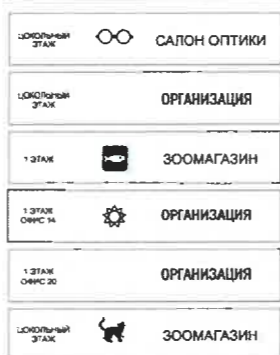 ЦОКОЛЬНЫЙ
ЭТАЖ
САЛОН ОПТИКИ
ЦОКОЛЬНЫЙ
ЭТАЖ
ОРГАНИЗАЦИЯ
1 ЭТАЖ
ЗООМАГАЗИН
1 ЭТАЖ
ОФИС 14
ОРГАНИЗАЦИЯ
1 ЭТАЖ
ОФИС 20
ОРГАНИЗАЦИЯ
ЦОКОЛЬНЫЙ
ЭТАЖ
ЗООМАГАЗИН